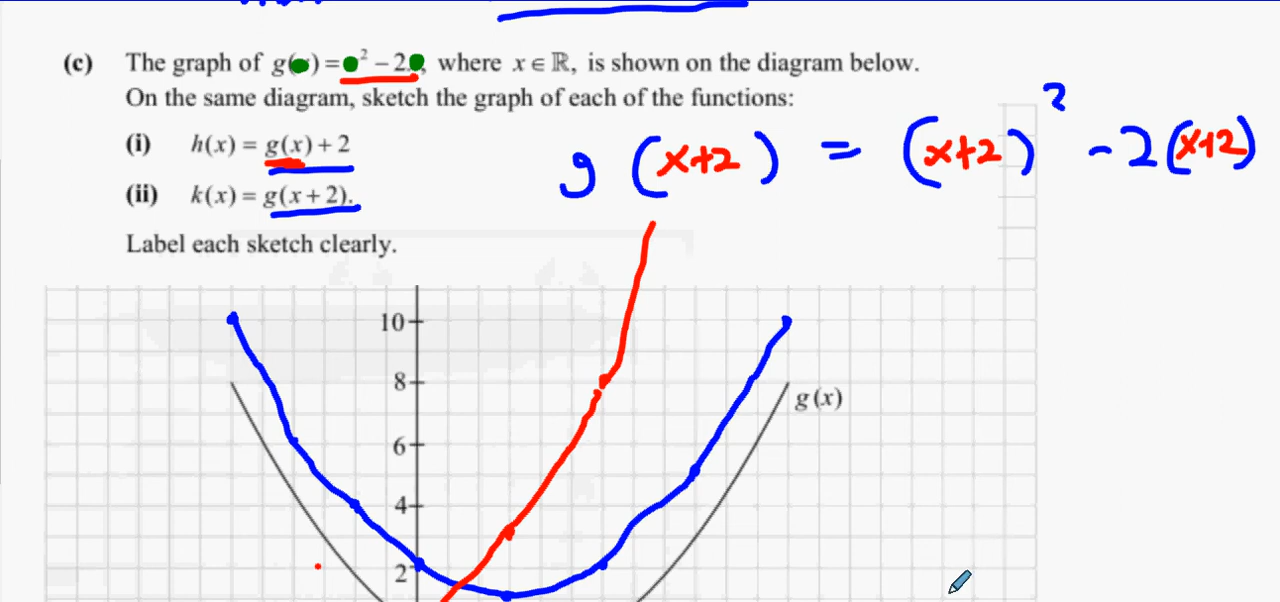 (c) The graph of g( ) = ² − 2 , where x ∈ ℝ, is shown on the diagram below.
On the same diagram, sketch the graph of each of the functions:
(i) h(x) = g(x) + 2
g(x+2) = (x+2)² - 2(x+2)
(ii) k(x) = g(x + 2).
Label each sketch clearly.
10
8
g(x)
6
4
2